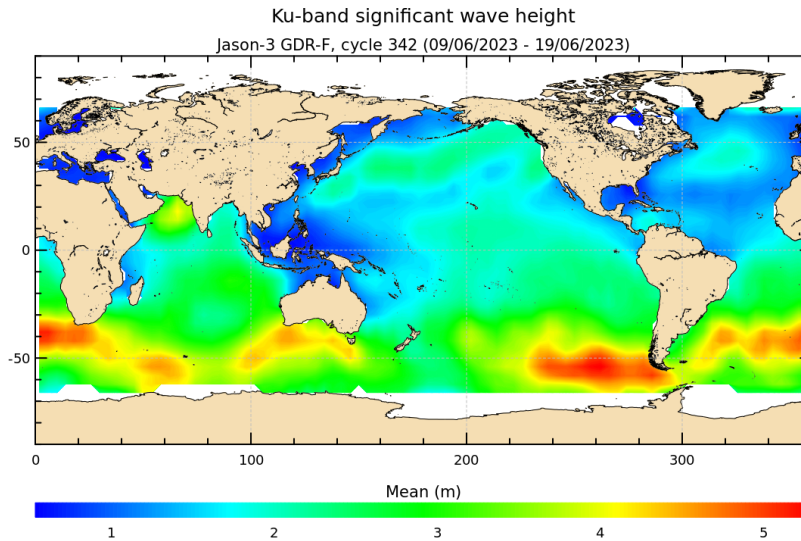 Ku-band significant wave height
Jason-3 GDR-F, cycle 342 (09/06/2023 - 19/06/2023)
50
0
-50
0 100 200 300
Mean (m)
1 2 3 4 5